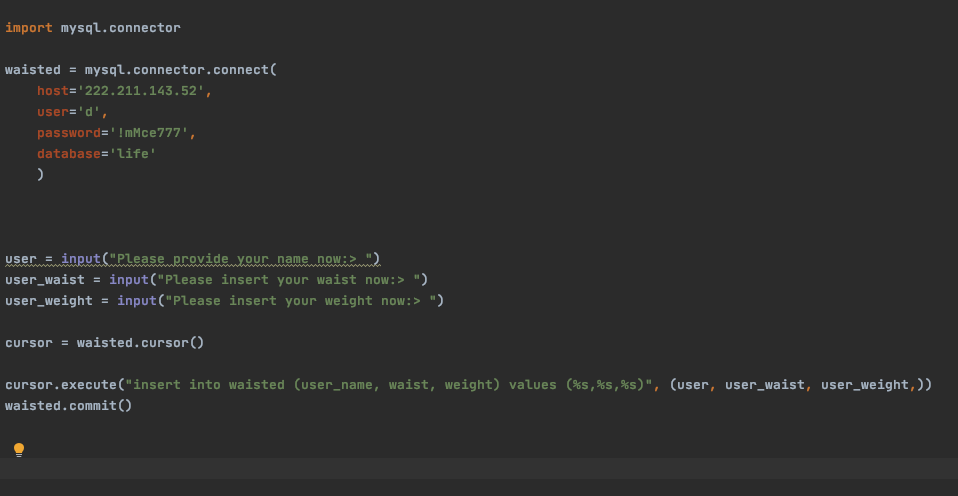 import mysql.connector
waisted = mysql.connector.connect(
    host='222.211.143.52',
    user='d',
    password='!mMce777',
    database='life'
    )
user = input("Please provide your name now:> ")
user_waist = input("Please insert your waist now:> ")
user_weight = input("Please insert your weight now:> ")
cursor = waisted.cursor()
cursor.execute("insert into waisted (user_name, waist, weight) values (%s,%s,%s)", (user, user_waist, user_weight,))
waisted.commit()